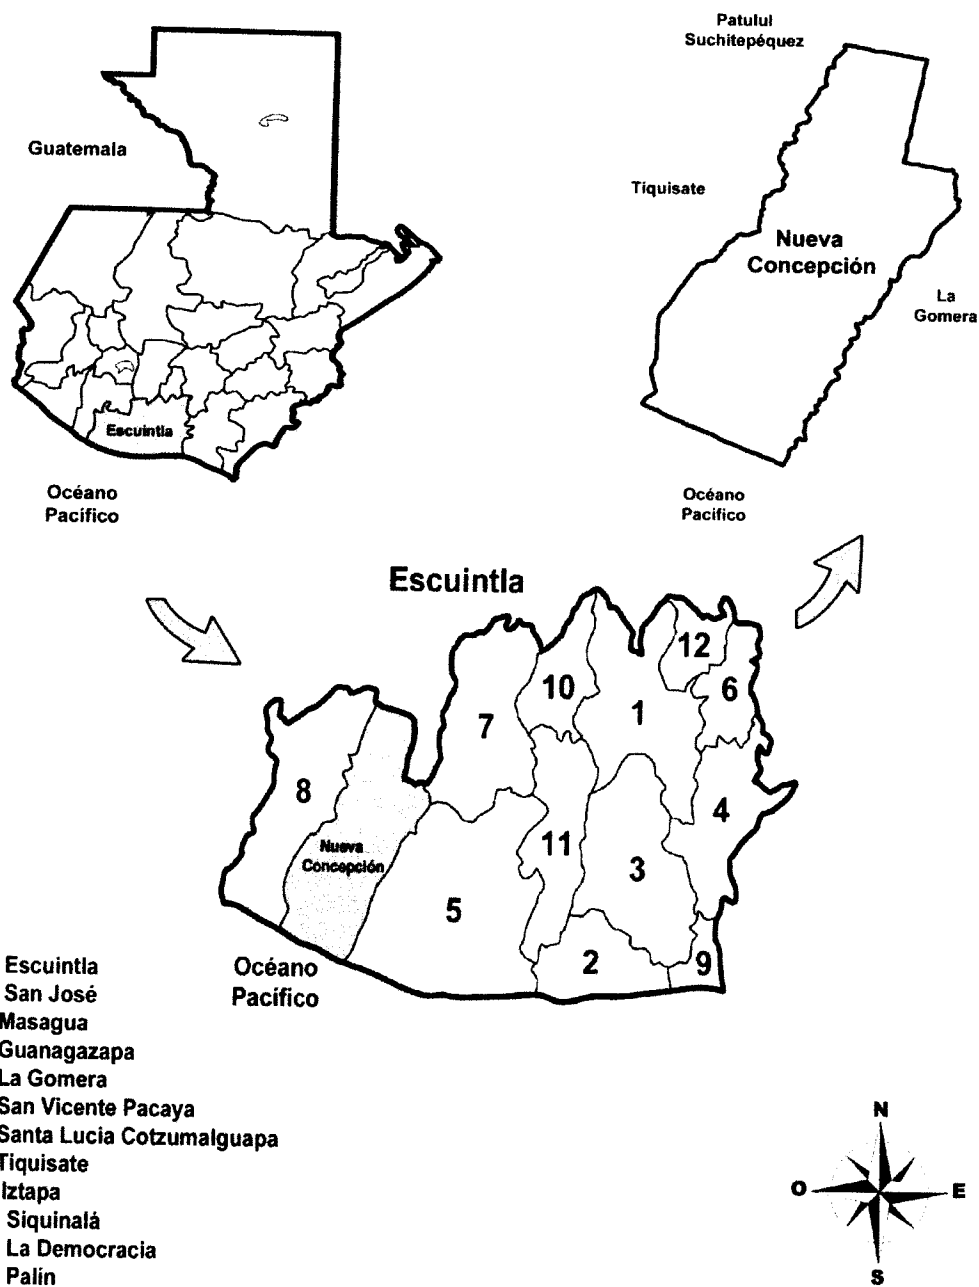 Patulul
Suchitepéquez
Guatemala
Tiquisate
Nueva
Concepción
La
Gomera
Escuintla
Océano
Pacífico
Océano
Pacífico
Escuintla
12
10
6
1
7
8
4
11
3
Nueva
Concepción
5
2
9
Océano
Pacífico
Escuintla
San José
Masagua
Guanagazapa
La Gomera
San Vicente Pacaya
Santa Lucia Cotzumalguapa
Tiquisate
Iztapa
Siquinalá
La Democracia
Palín
N
O
E
S